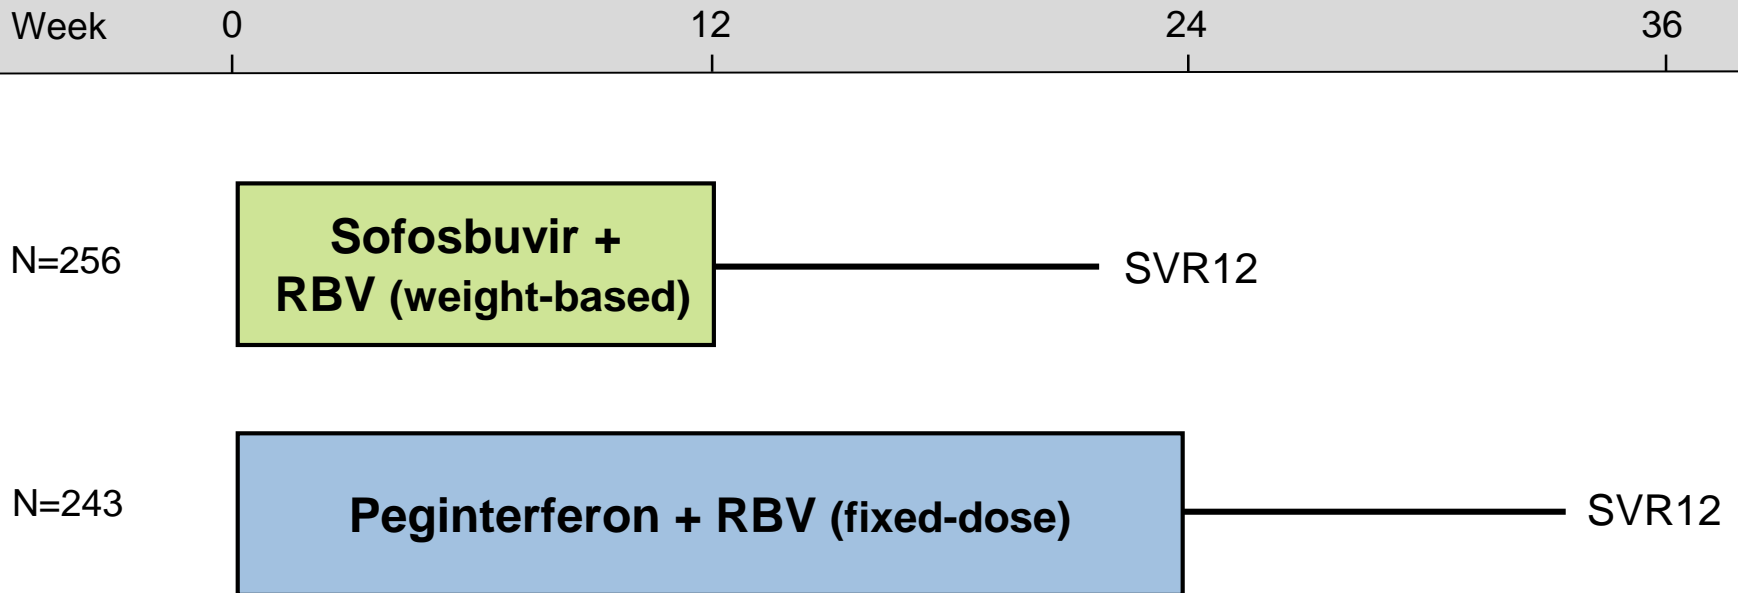 Week 0 12 24 36
N=256
Sofosbuvir +
RBV (weight-based)
SVR12
N=243
Peginterferon + RBV (fixed-dose)
SVR12